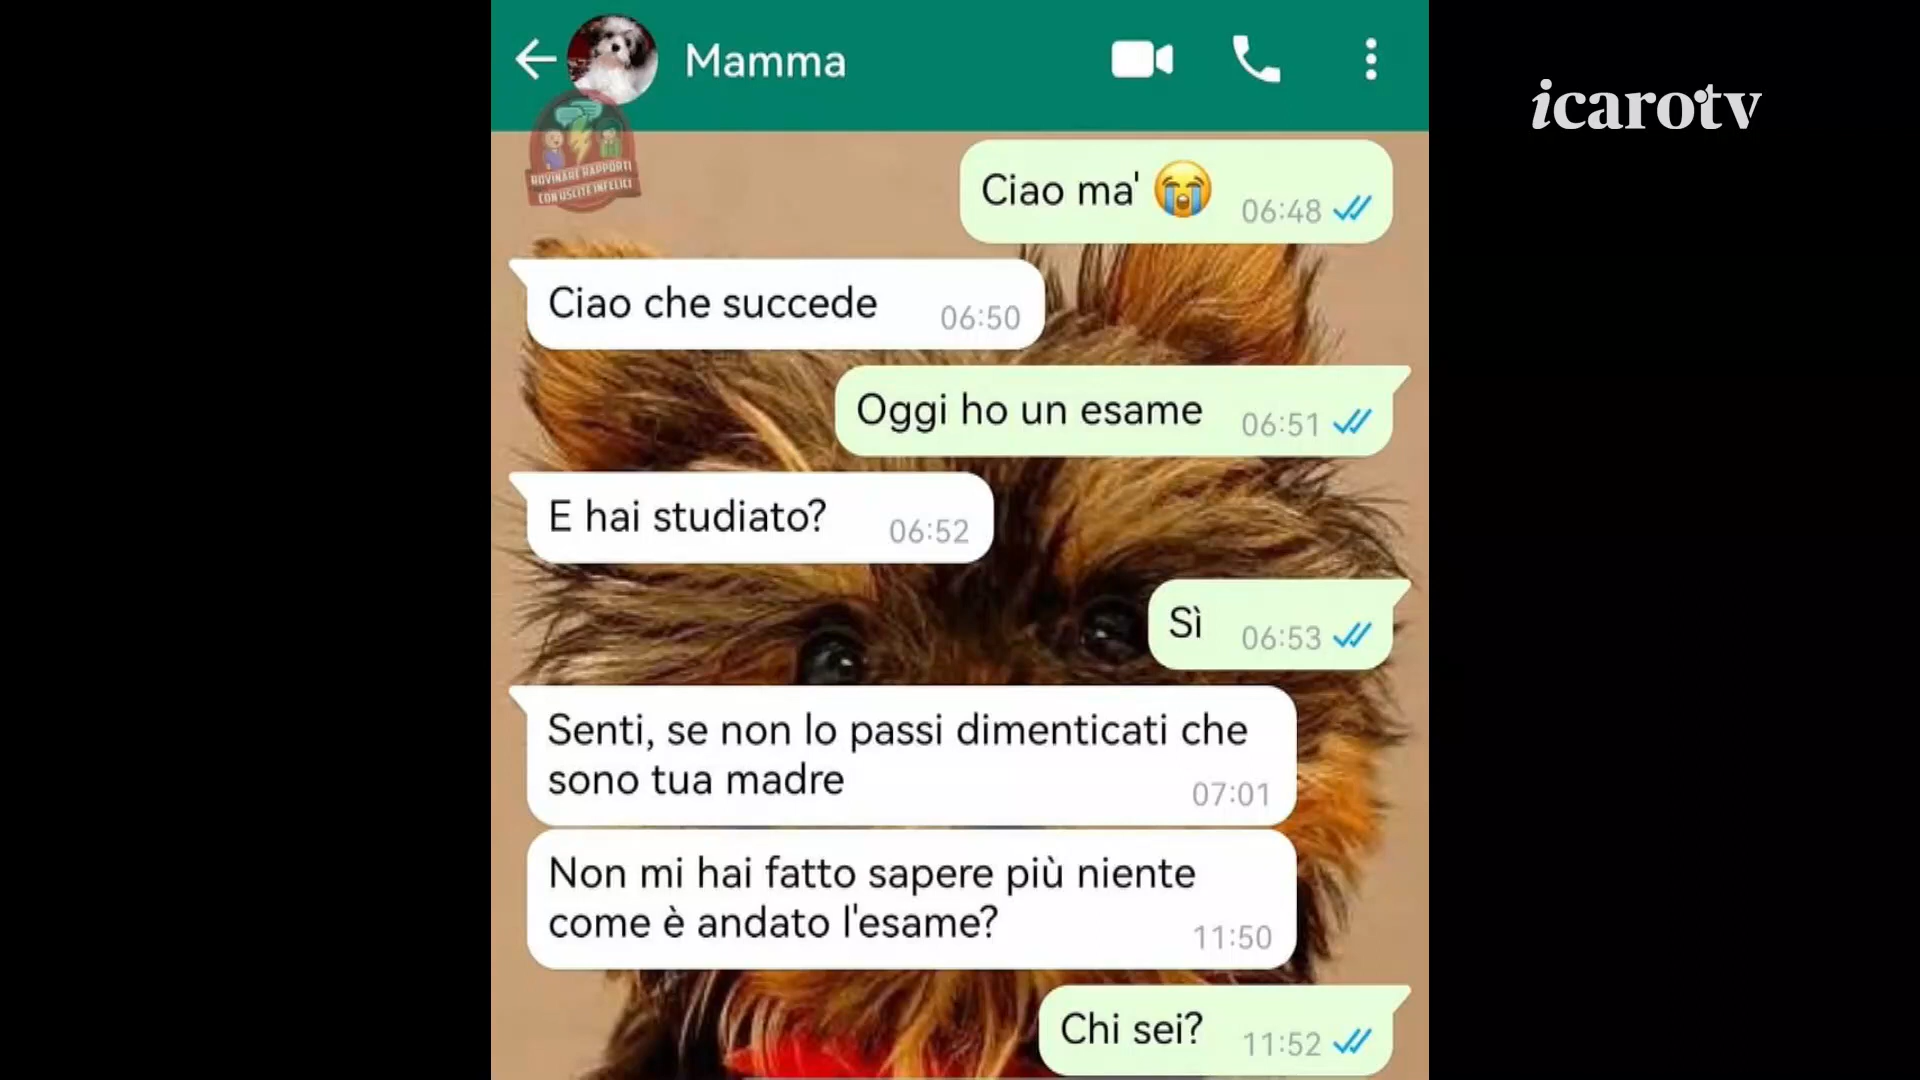 Mamma
icarotv
ROVINARE RAPPORTI
CON USCITE INFELICI
Ciao ma' 😭 06:48
Ciao che succede 06:50
Oggi ho un esame 06:51
E hai studiato? 06:52
Sì 06:53
Senti, se non lo passi dimenticati che
sono tua madre 07:01
Non mi hai fatto sapere più niente
come è andato l'esame? 11:50
Chi sei? 11:52